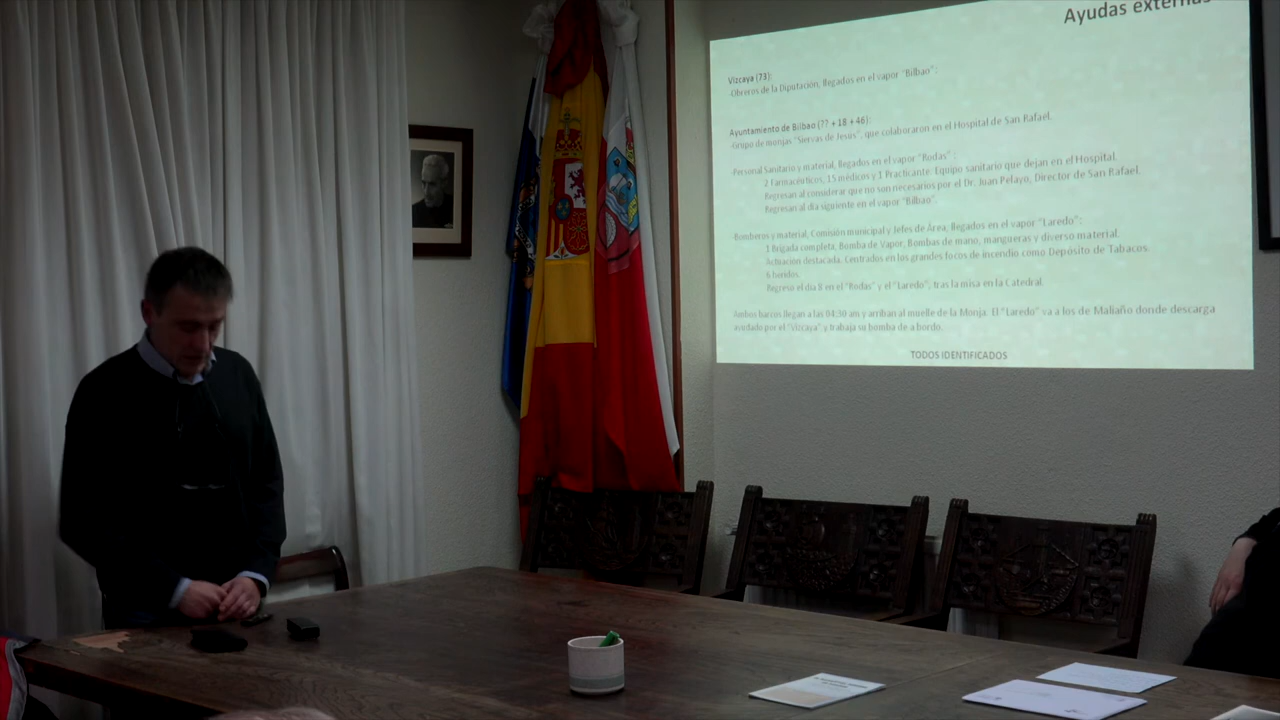 Ayudas externas
Vizcaya (73):
-Obreros de la Diputación, llegados en el vapor "Bilbao":
Ayuntamiento de Bilbao (?? + 18 + 46):
-Grupo de monjas "Siervas de Jesús", que colaboraron en el Hospital de San Rafael.
-Personal Sanitario y material, llegados en el vapor "Rodas" :
2 Farmacéuticos, 15 médicos y 1 Practicante. Equipo sanitario que dejan en el Hospital.
Regresan al considerar que no son necesarios por el Dr. Juan Pelayo, Director de San Rafael.
Regresan al día siguiente en el vapor "Bilbao".
-Bomberos y material, Comisión municipal y Jefes de Área, llegados en el vapor "Laredo":
1 Brigada completa, Bomba de Vapor, Bombas de mano, mangueras y diverso material.
Actuación destacada. Centrados en los grandes focos de incendio como Depósito de Tabacos
6 heridos.
Regreso el día 8 en el "Rodas" y el "Laredo", tras la misa en la Catedral.
Ambos barcos llegan a las 04:30 am y arriban al muelle de la Monja. El "Laredo" va a los de Maliaño donde descarga
ayudado por el "Vizcaya" y trabaja su bomba de a bordo.
TODOS IDENTIFICADOS